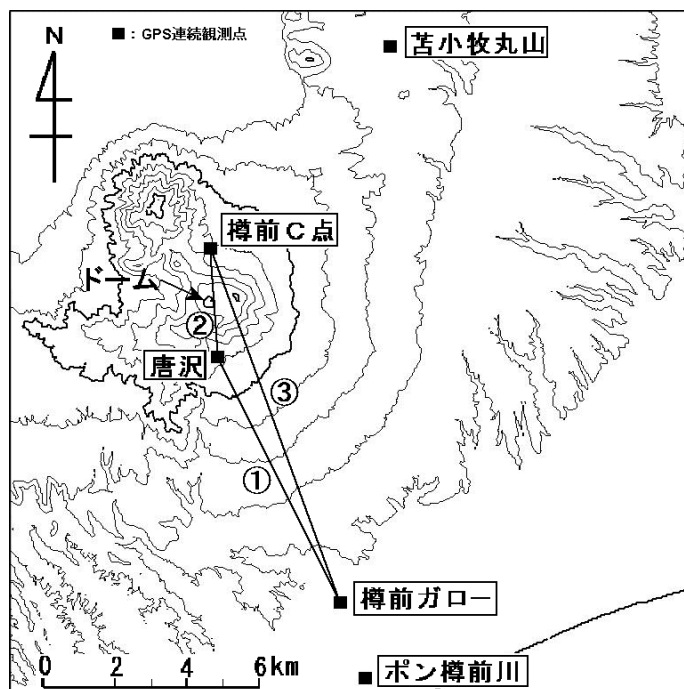 N
■：GPS連続観測点
苫小牧丸山
樽前C点
ドーム
②
唐沢
③
①
樽前ガロー
ポン樽前川
0 2 4 6km